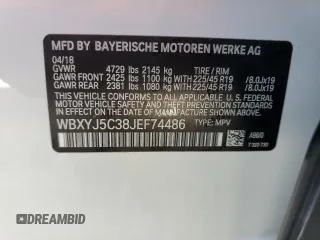 MFD BY BAYERISCHE MOTOREN WERKE AG
04/18
GVWR 4729 lbs 2145 kg TIRE / RIM
GAWR FRONT 2425 lbs 1100 kg 225/45 R19 / 8.0Jx19
GAWR REAR 2381 lbs 1080 kg 225/45 R19 / 8.0Jx19
THIS VEHICLE CONFORMS TO ALL APPLICABLE U.S. FEDERAL
MOTOR VEHICLE SAFETY, BUMPER, AND THEFT PREVENTION
STANDARDS IN EFFECT ON THE DATE OF MANUFACTURE SHOWN ABOVE.
WBXYJ5C38JEF74486 TYPE: MPV
DREAMBID